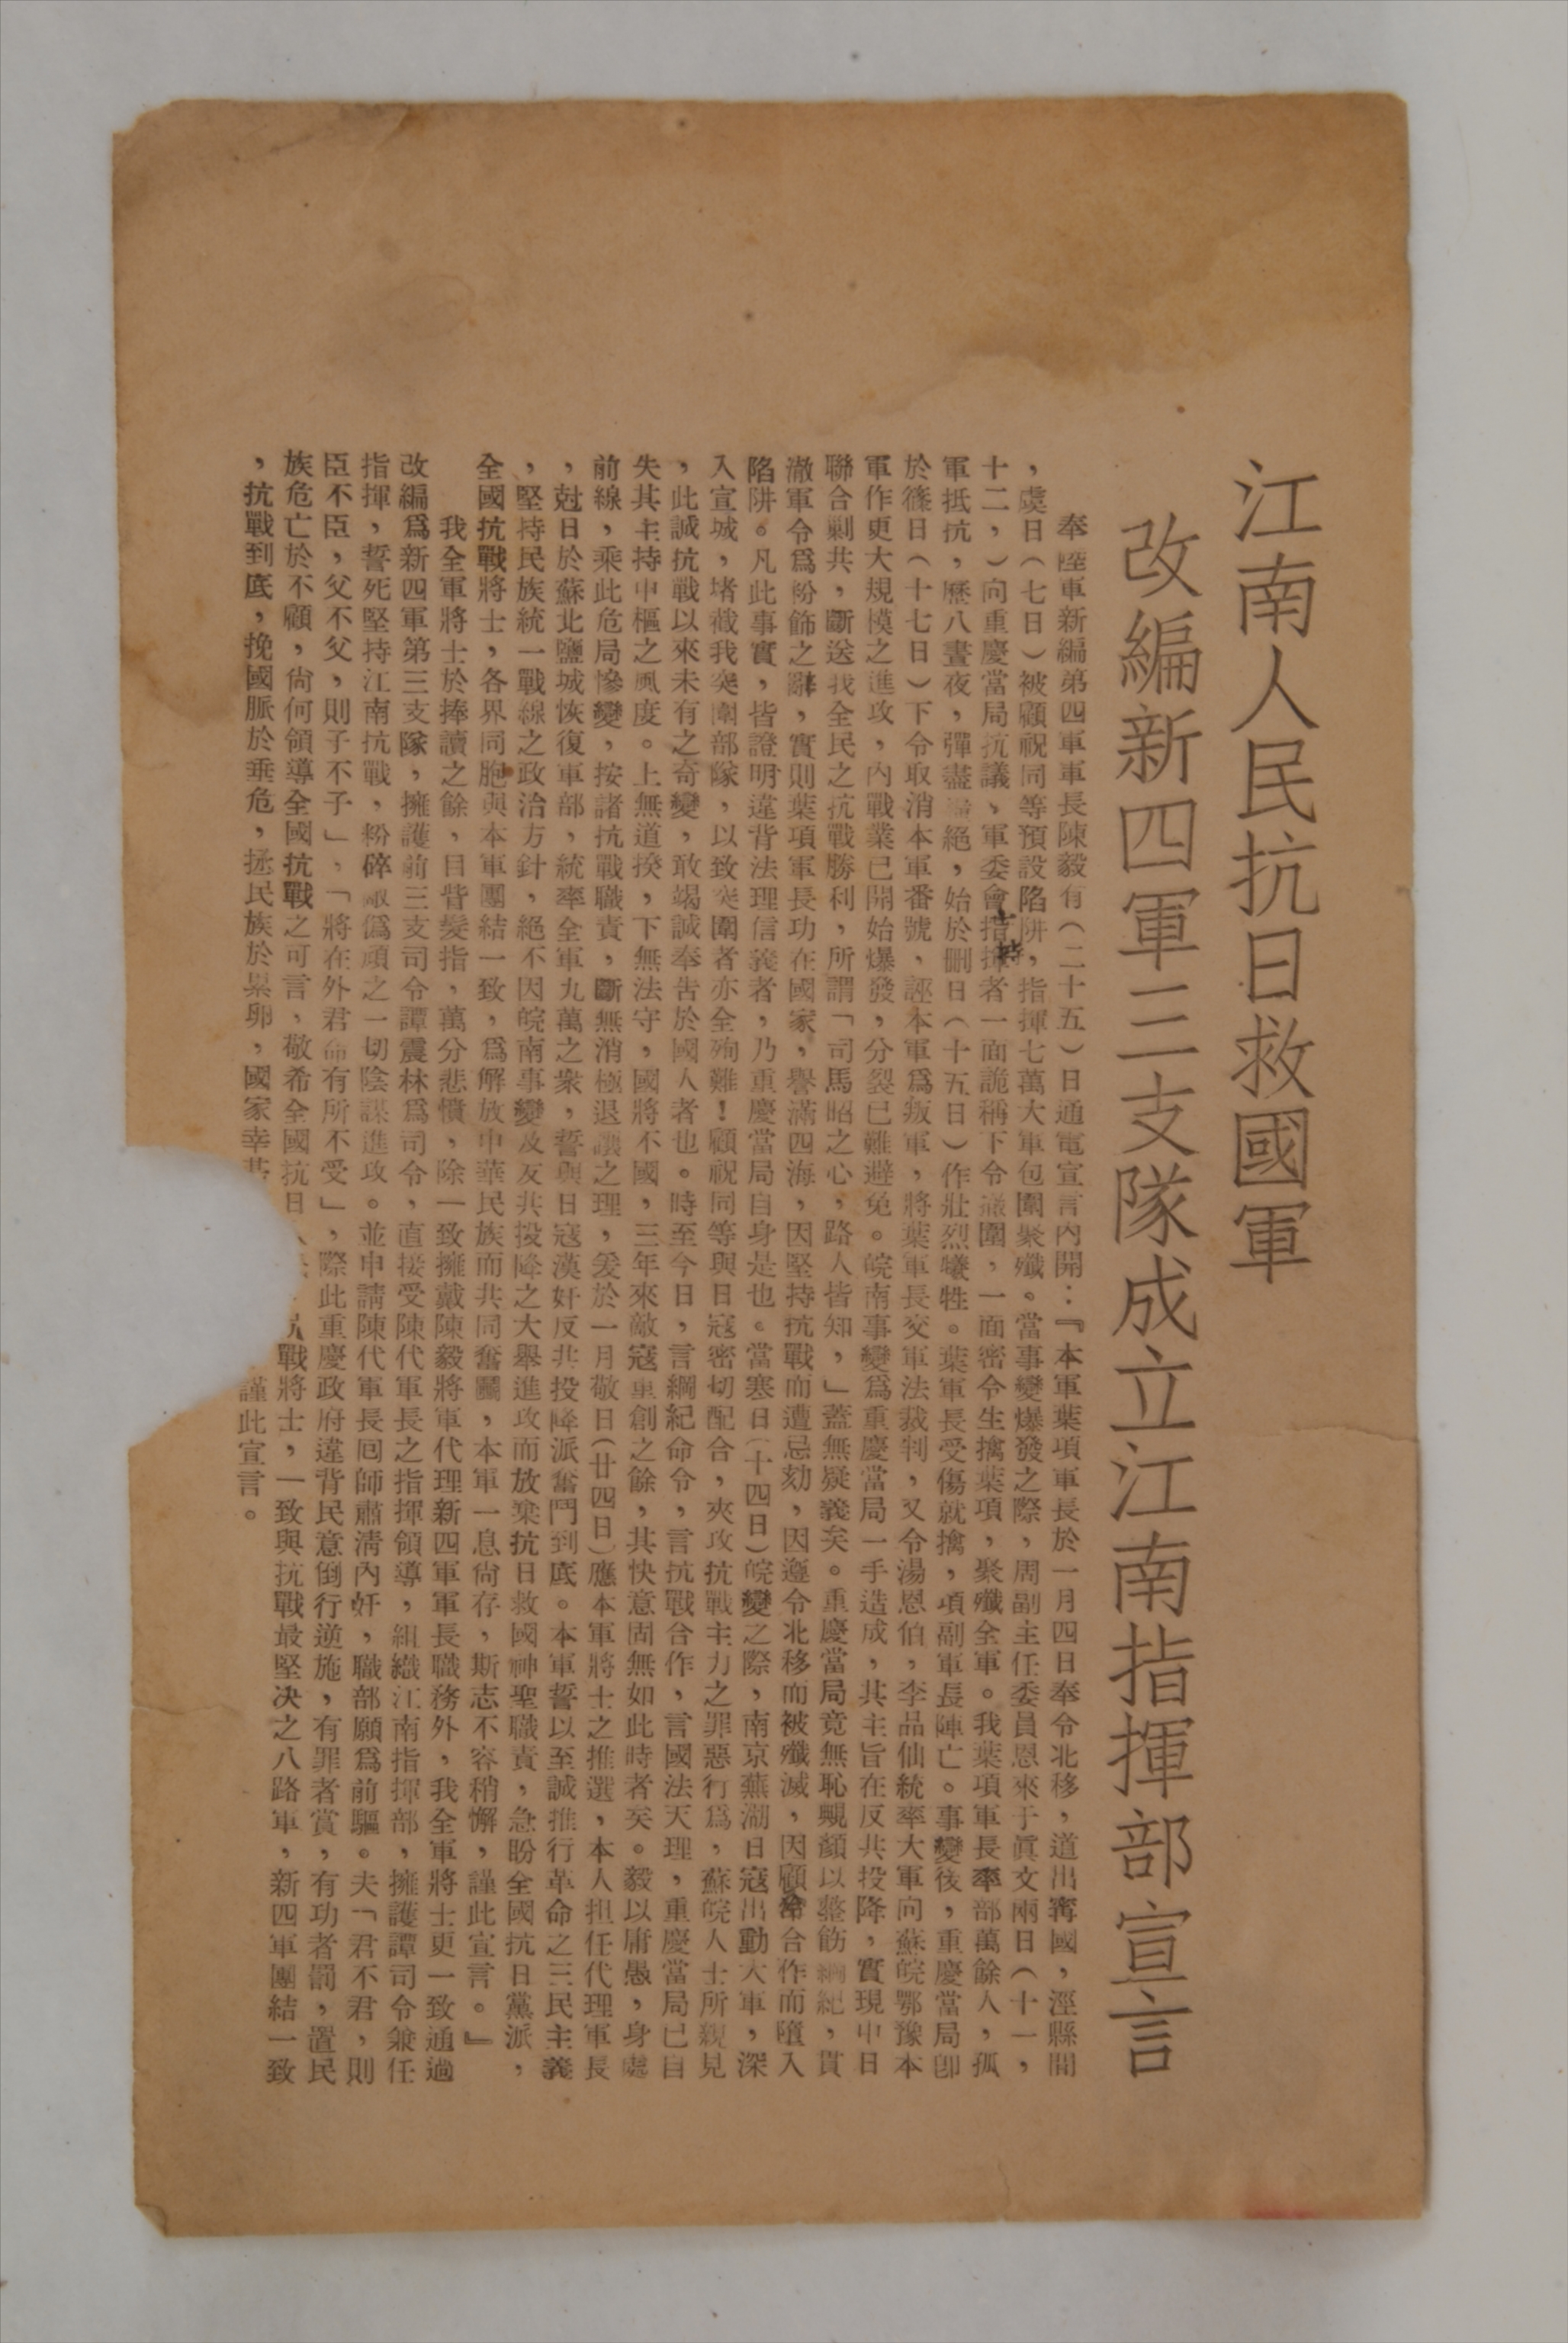 江南人民抗日救國軍
改編新四軍三支隊成立江南指揮部宣言
奉陸軍新編第四軍軍長陳毅有（二十五）日通電宣言內開：『本軍葉項軍長於一月四日奉令北移，道出寗國，涇縣間
，虞日（七日）被顧祝同等預設陷阱，指揮七萬大軍包圍聚殲。當事變爆發之際，周副主任委員恩來于眞文兩日（十一，
十二，）向重慶當局抗議，軍委會指揮者一面詭稱下令撤圍，一面密令生擒葉項，聚殲全軍。我葉項軍長率部萬餘人，孤
軍抵抗，歷八晝夜，彈盡 絕，始於删日（十五日）作壯烈犧牲。葉軍長受傷就擒，項副軍長陣亡。事變後，重慶當局卽
於篠日（十七日）下令取消本軍番號，誣本軍爲叛軍，將葉軍長交軍法裁判，又令湯恩伯，李品仙統率大軍向蘇皖鄂豫本
軍作更大規模之進攻，內戰業已開始爆發，分裂已難避免。皖南事變爲重慶當局一手造成，其主旨在反共投降，實現中日
聯合剿共，斷送我全民之抗戰勝利，所謂「司馬昭之心，路人皆知，」蓋無疑義矣。重慶當局竟無恥覥顏以整飭綱紀，貫
澈軍令爲粉飾之辭，實則葉項軍長功在國家，譽滿四海，因堅持抗戰而遭忌刻，因遵令北移而被殲滅，因顧 合作而墮入
陷阱。凡此事實，皆證明違背法理信義者，乃重慶當局自身是也。當寒日（十四日）皖變之際，南京蕪湖日寇出動大軍，深
入宣城，堵截我突圍部隊，以致突圍者亦全殉難！顧祝同等與日寇密切配合，夾攻抗戰主力之罪惡行爲，蘇皖人士所親見
，此誠抗戰以來未有之奇變，敢竭誠奉告於國人者也。時至今日，言綱紀命令，言抗戰合作，言國法天理，重慶當局已自
失其主持中樞之風度。上無道揆，下無法守，國將不國，三年來敵寇重創之餘，其快意固無如此時者矣。毅以庸愚，身處
前線，乘此危局慘變，按諸抗戰職責，斷無消極退讓之理，爰於一月敬日（廿四日）應本軍將士之推選，本人担任代理軍長
，尅日於蘇北鹽城恢復軍部，統率全軍九萬之衆，誓與日寇漢奸反共投降派奮鬥到底。本軍誓以至誠推行革命之三民主義
，堅持民族統一戰線之政治方針，絕不因皖南事變及反共投降之大舉進攻而放棄抗日救國神聖職責，急盼全國抗日黨派，
全國抗戰將士，各界同胞與本軍團結一致，爲解放中華民族而共同奮鬭，本軍一息尙存，斯志不容稍懈，謹此宣言。』
我全軍將士於捧讀之餘，目眥髮指，萬分悲憤，除一致擁戴陳毅將軍代理新四軍軍長職務外，我全軍將士更一致通過
改編爲新四軍第三支隊，擁護前三支司令譚震林爲司令，直接受陳代軍長之指揮領導，組織江南指揮部，擁護譚司令兼任
指揮，誓死堅持江南抗戰，粉碎敵僞頑之一切陰謀進攻。並申請陳代軍長囘師肅淸內奸，職部願爲前驅。夫「君不君，則
臣不臣，父不父，則子不子」，「將在外君命有所不受」，際此重慶政府違背民意倒行逆施，有罪者賞，有功者罰，置民
族危亡於不顧，尙何領導全國抗戰之可言，敬希全國抗日 戰將士，一致與抗戰最堅决之八路軍，新四軍團結一致
，抗戰到底，挽國脈於垂危，拯民族於累卵，國家幸 謹此宣言。